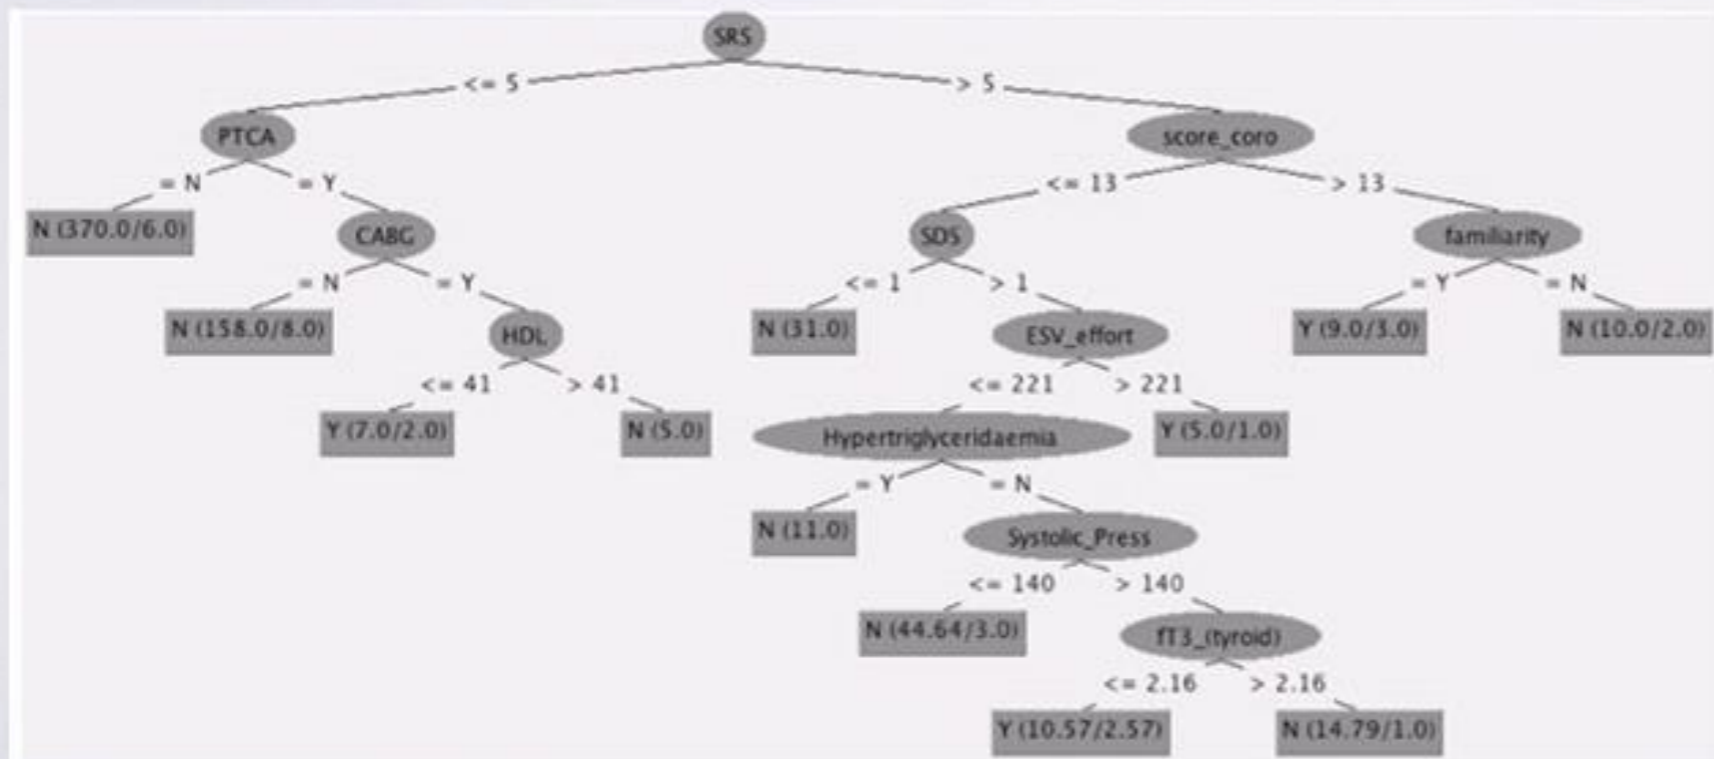 SRS
<= 5 > 5
PTCA score_coro
= N = Y <= 13 > 13
N (370.0/6.0) CABG SDS familiarity
= N = Y <= 1 > 1 = Y = N
N (158.0/8.0) HDL N (31.0) ESV_effort Y (9.0/3.0) N (10.0/2.0)
<= 41 > 41 <= 221 > 221
Y (7.0/2.0) N (5.0) Hypertriglyceridaemia Y (5.0/1.0)
= Y = N
N (11.0) Systolic_Press
<= 140 > 140
N (44.64/3.0) fT3_(tyroid)
<= 2.16 > 2.16
Y (10.57/2.57) N (14.79/1.0)